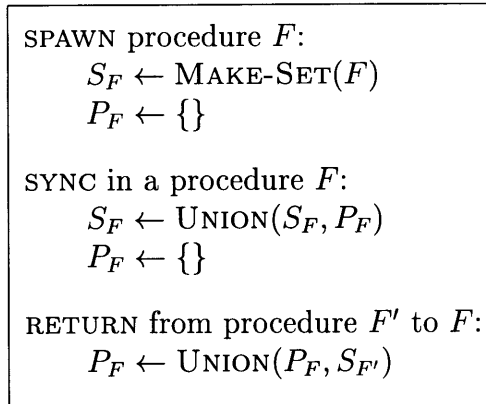 SPAWN procedure F:
S_F ← MAKE-SET(F)
P_F ← {}
SYNC in a procedure F:
S_F ← UNION(S_F, P_F)
P_F ← {}
RETURN from procedure F′ to F:
P_F ← UNION(P_F, S_F′)